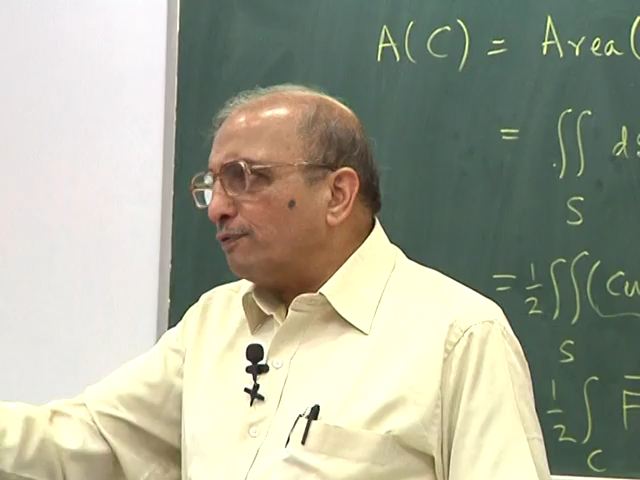 A(C) = Area(
= ∬ ds
S
= 1/2 ∬ (Cu
S
1/2 ∫ F
C